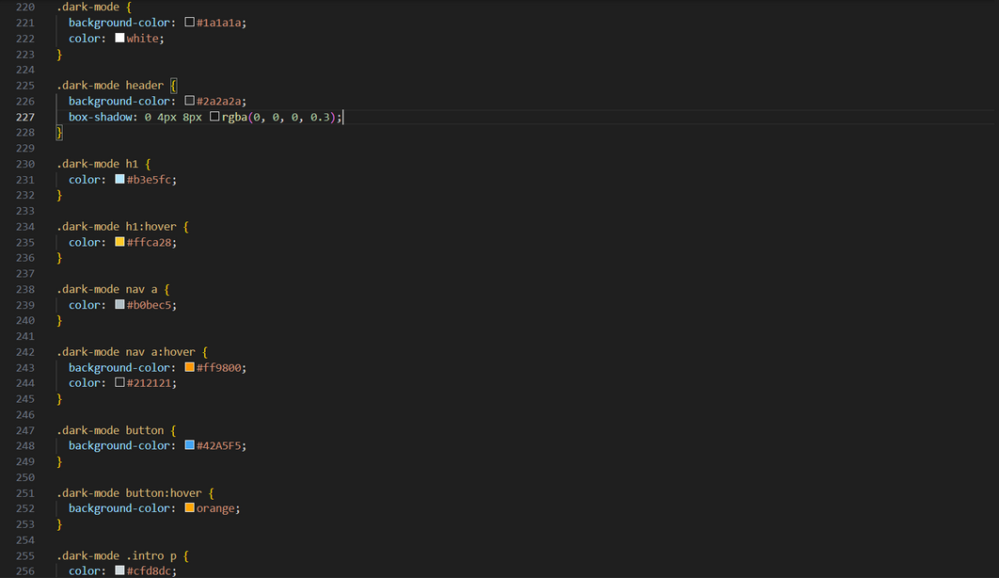 220 .dark-mode {
221 background-color: #1a1a1a;
222 color: white;
223 }
224
225 .dark-mode header {
226 background-color: #2a2a2a;
227 box-shadow: 0 4px 8px rgba(0, 0, 0, 0.3);
228 }
229
230 .dark-mode h1 {
231 color: #b3e5fc;
232 }
233
234 .dark-mode h1:hover {
235 color: #ffca28;
236 }
237
238 .dark-mode nav a {
239 color: #b0bec5;
240 }
241
242 .dark-mode nav a:hover {
243 background-color: #ff9800;
244 color: #212121;
245 }
246
247 .dark-mode button {
248 background-color: #42A5F5;
249 }
250
251 .dark-mode button:hover {
252 background-color: orange;
253 }
254
255 .dark-mode .intro p {
256 color: #cfd8dc;